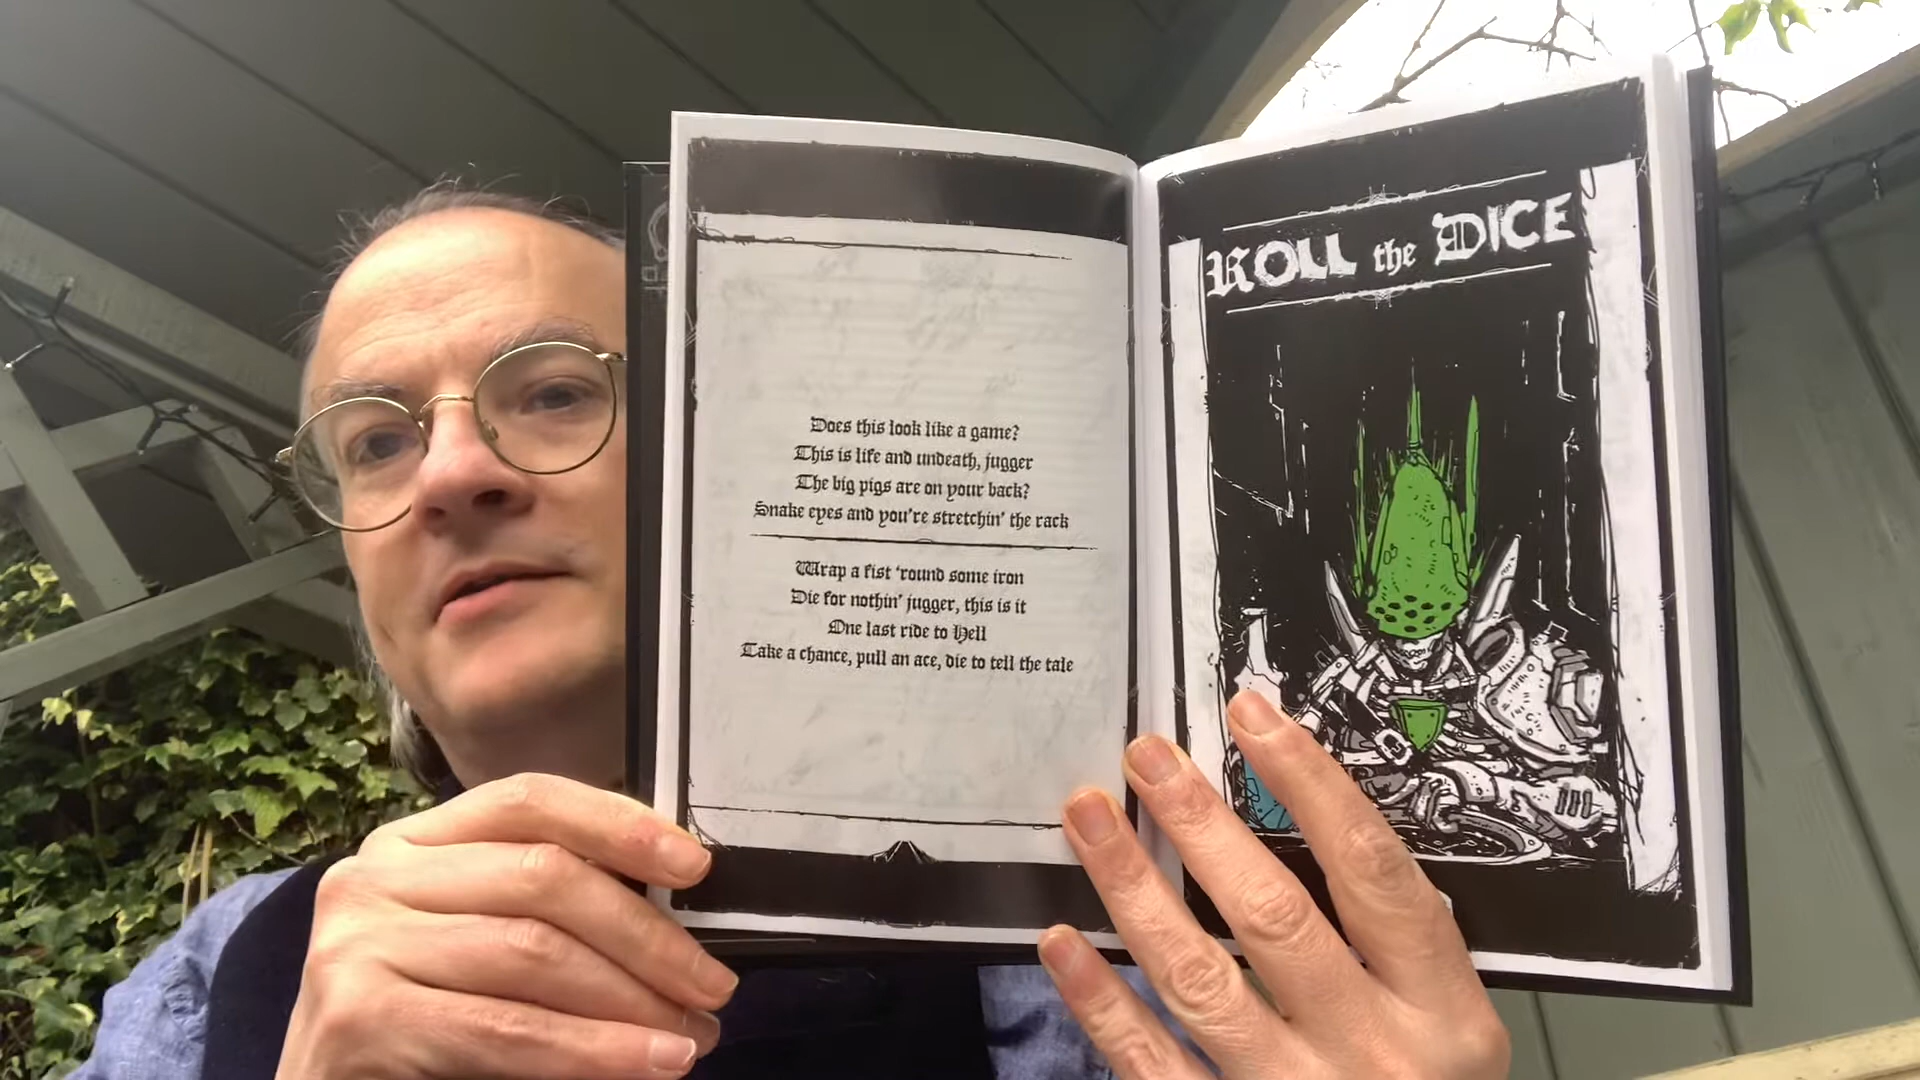 Does this look like a game?
This is life and undeath, jugger
The big pigs are on your back?
Snake eyes and you're stretchin' the rack
Wrap a fist 'round some iron
Die for nothin' jugger, this is it
One last ride to Hell
Take a chance, pull an ace, die to tell the tale
ROLL the DICE